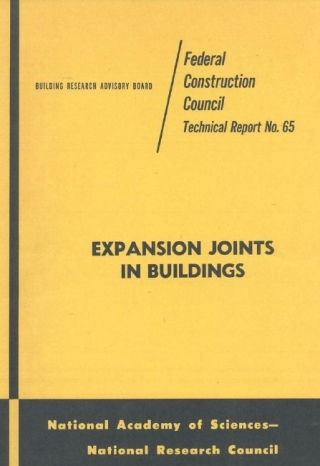 BUILDING RESEARCH ADVISORY BOARD
Federal
Construction
Council
Technical Report No. 65
EXPANSION JOINTS
IN BUILDINGS
National Academy of Sciences—
National Research Council